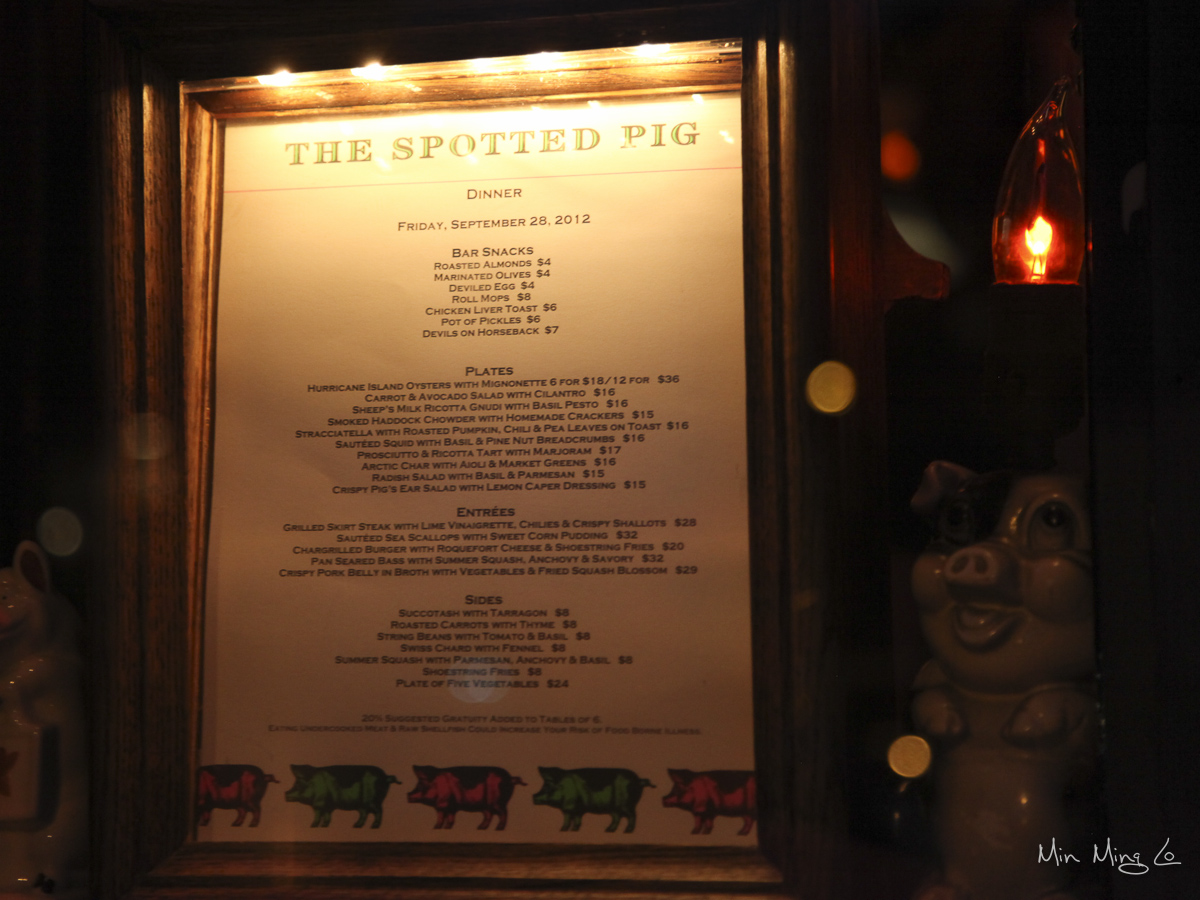 THE SPOTTED PIG
DINNER
FRIDAY, SEPTEMBER 28, 2012
BAR SNACKS
ROASTED ALMONDS $4
MARINATED OLIVES $4
DEVILED EGG $4
ROLL MOPS $8
CHICKEN LIVER TOAST $6
POT OF PICKLES $6
DEVILS ON HORSEBACK $7
PLATES
HURRICANE ISLAND OYSTERS WITH MIGNONETTE 6 FOR $18/12 FOR $36
CARROT & AVOCADO SALAD WITH CILANTRO $16
SHEEP'S MILK RICOTTA GNUDI WITH BASIL PESTO $16
SMOKED HADDOCK CHOWDER WITH HOMEMADE CRACKERS $15
STRACCIATELLA WITH ROASTED PUMPKIN, CHILI & PEA LEAVES ON TOAST $16
SAUTÉED SQUID WITH BASIL & PINE NUT BREADCRUMBS $16
PROSCIUTTO & RICOTTA TART WITH MARJORAM $17
ARCTIC CHAR WITH AIOLI & MARKET GREENS $16
RADISH SALAD WITH BASIL & PARMESAN $15
CRISPY PIG'S EAR SALAD WITH LEMON CAPER DRESSING $15
ENTRÉES
GRILLED SKIRT STEAK WITH LIME VINAIGRETTE, CHILIES & CRISPY SHALLOTS $28
SAUTÉED SEA SCALLOPS WITH SWEET CORN PUDDING $32
CHARGRILLED BURGER WITH ROQUEFORT CHEESE & SHOESTRING FRIES $20
PAN SEARED BASS WITH SUMMER SQUASH, ANCHOVY & SAVORY $32
CRISPY PORK BELLY IN BROTH WITH VEGETABLES & FRIED SQUASH BLOSSOM $29
SIDES
SUCCOTASH WITH TARRAGON $8
ROASTED CARROTS WITH THYME $8
STRING BEANS WITH TOMATO & BASIL $8
SWISS CHARD WITH FENNEL $8
SUMMER SQUASH WITH PARMESAN, ANCHOVY & BASIL $8
SHOESTRING FRIES $8
PLATE OF FIVE VEGETABLES $24
20% SUGGESTED GRATUITY ADDED TO TABLES OF 6.
EATING UNDERCOOKED MEAT & RAW SHELLFISH COULD INCREASE YOUR RISK OF FOOD BORNE ILLNESS.
Min Ming Lo